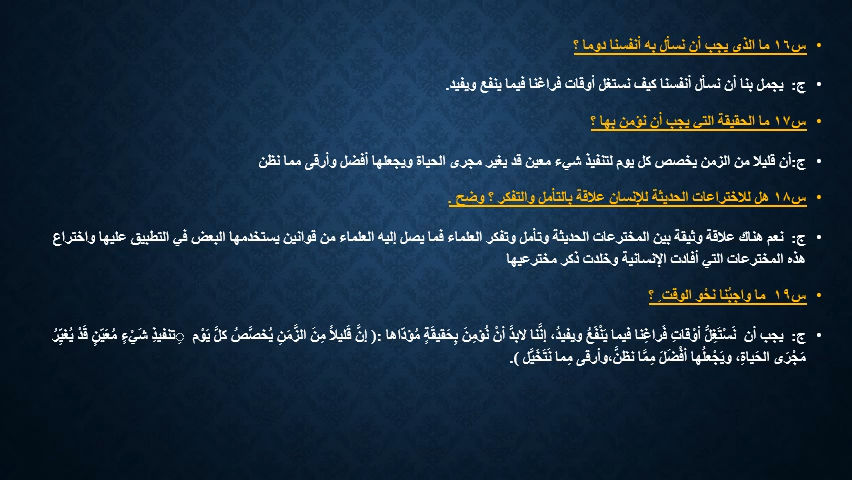 • س١٦ ما الذى يجب أن نسأل به أنفسنا دوما ؟
• ج: يجمل بنا أن نسأل أنفسنا كيف نستغل أوقات فراغنا فيما ينفع ويفيد.
• س١٧ ما الحقيقة التي يجب أن نؤمن بها ؟
• ج:أن قليلا من الزمن يخصص كل يوم لتنفيذ شيء معين قد يغير مجرى الحياة ويجعلها أفضل وأرقى مما نظن
• س١٨ هل للاختراعات الحديثة للإنسان علاقة بالتأمل والتفكر ؟ وضح .
• ج: نعم هناك علاقة وثيقة بين المخترعات الحديثة وتأمل وتفكر العلماء فما يصل إليه العلماء من قوانين يستخدمها البعض في التطبيق عليها واختراع
هذه المخترعات التي أفادت الإنسانية وخلدت ذكر مخترعيها
• س١٩ ما واجبُنا نحْو الوقتِ ؟
• ج: يجب أن نَسْتَغِلُّ أوْقاتِ فَراغِنا فيما يَنْفَعُ ويفيدُ، إنَّنا لابدَّ أنْ نُؤمِنَ بِحَقيقَةٍ مُؤدّاها :( إنَّ قَليلاً مِنَ الزَّمَنِ يُخصَّصُ كلَّ يَوْم ِتنفيذِ شَيْءٍ مُعَيّنٍ قَدْ يُغَيِّرُ
مَجْرَى الحَياةِ، ويَجْعلُها أفْضَلَ مِمَّا نظنَّ،وأرقى مِما نَتَخَيَّل ).